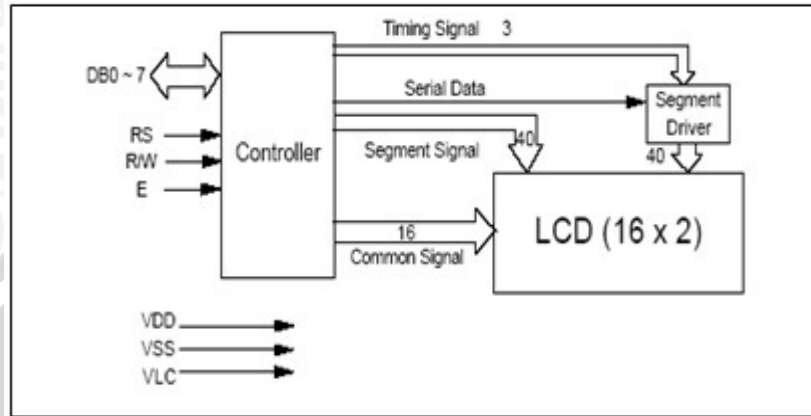 Timing Signal 3
DB0 ~ 7
Serial Data
Segment
Driver
RS
R/W
E
Controller
40
Segment Signal
40
LCD (16 x 2)
16
Common Signal
VDD
VSS
VLC